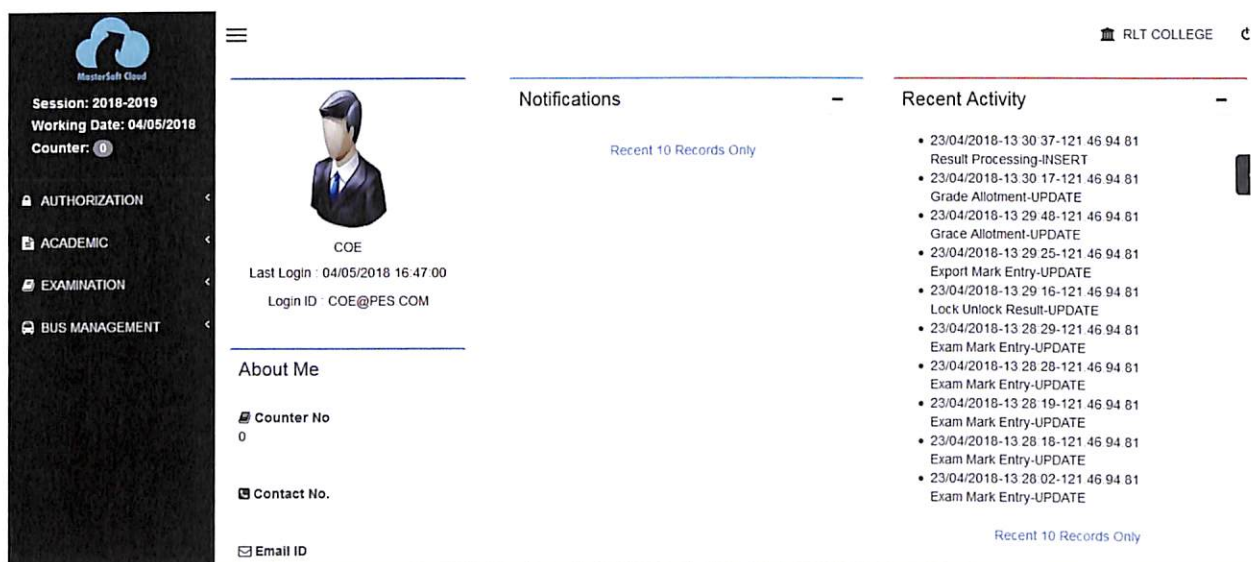 MasterSoft Cloud
Session: 2018-2019
Working Date: 04/05/2018
Counter: 0
AUTHORIZATION
ACADEMIC
EXAMINATION
BUS MANAGEMENT
RLT COLLEGE
COE
Last Login : 04/05/2018 16:47:00
Login ID : COE@PES.COM
About Me
Counter No
0
Contact No.
Email ID
Notifications
Recent 10 Records Only
Recent Activity
23/04/2018-13:30:37-121.46.94.81
Result Processing-INSERT
23/04/2018-13:30:17-121.46.94.81
Grade Allotment-UPDATE
23/04/2018-13:29:48-121.46.94.81
Grace Allotment-UPDATE
23/04/2018-13:29:25-121.46.94.81
Export Mark Entry-UPDATE
23/04/2018-13:29:16-121.46.94.81
Lock Unlock Result-UPDATE
23/04/2018-13:28:29-121.46.94.81
Exam Mark Entry-UPDATE
23/04/2018-13:28:28-121.46.94.81
Exam Mark Entry-UPDATE
23/04/2018-13:28:19-121.46.94.81
Exam Mark Entry-UPDATE
23/04/2018-13:28:18-121.46.94.81
Exam Mark Entry-UPDATE
23/04/2018-13:28:02-121.46.94.81
Exam Mark Entry-UPDATE
Recent 10 Records Only